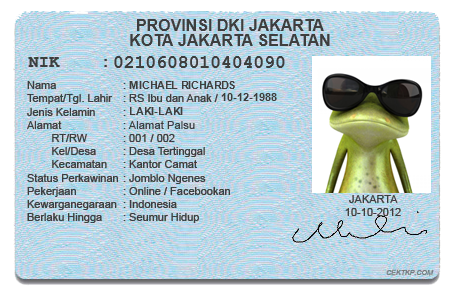 PROVINSI DKI JAKARTA
KOTA JAKARTA SELATAN
NIK : 0210608010404090
Nama : MICHAEL RICHARDS
Tempat/Tgl. Lahir : RS Ibu dan Anak / 10-12-1988
Jenis Kelamin : LAKI-LAKI
Alamat : Alamat Palsu
RT/RW : 001 / 002
Kel/Desa : Desa Tertinggal
Kecamatan : Kantor Camat
Status Perkawinan : Jomblo Ngenes
Pekerjaan : Online / Facebookan
Kewarganegaraan : Indonesia
Berlaku Hingga : Seumur Hidup
JAKARTA
10-10-2012
CEKTKP.COM